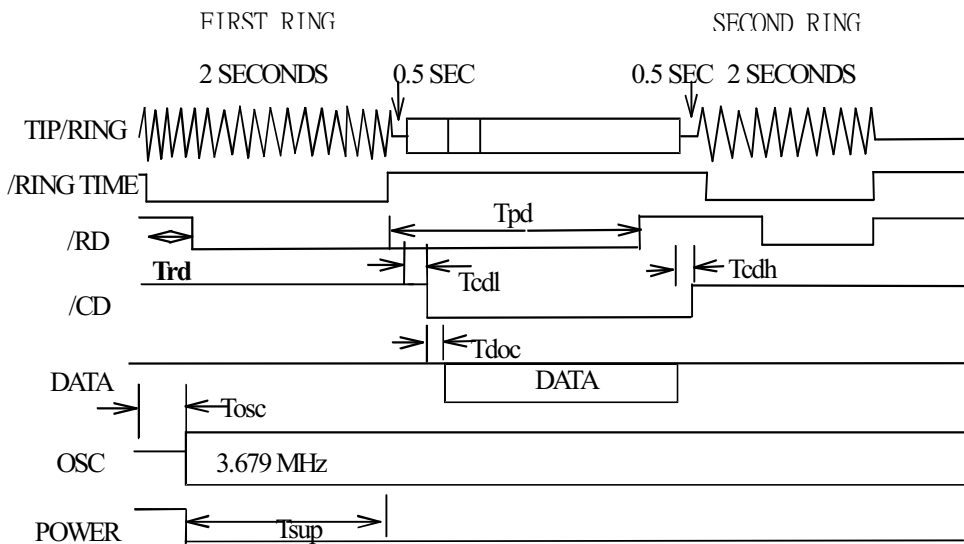 FIRST RING SECOND RING
2 SECONDS 0.5 SEC 0.5 SEC 2 SECONDS
TIP/RING
/RING TIME
Tpd
/RD
Trd Tcdl Tcdh
/CD
Tdoc
DATA DATA
Tosc
OSC 3.679 MHz
POWER Tsup